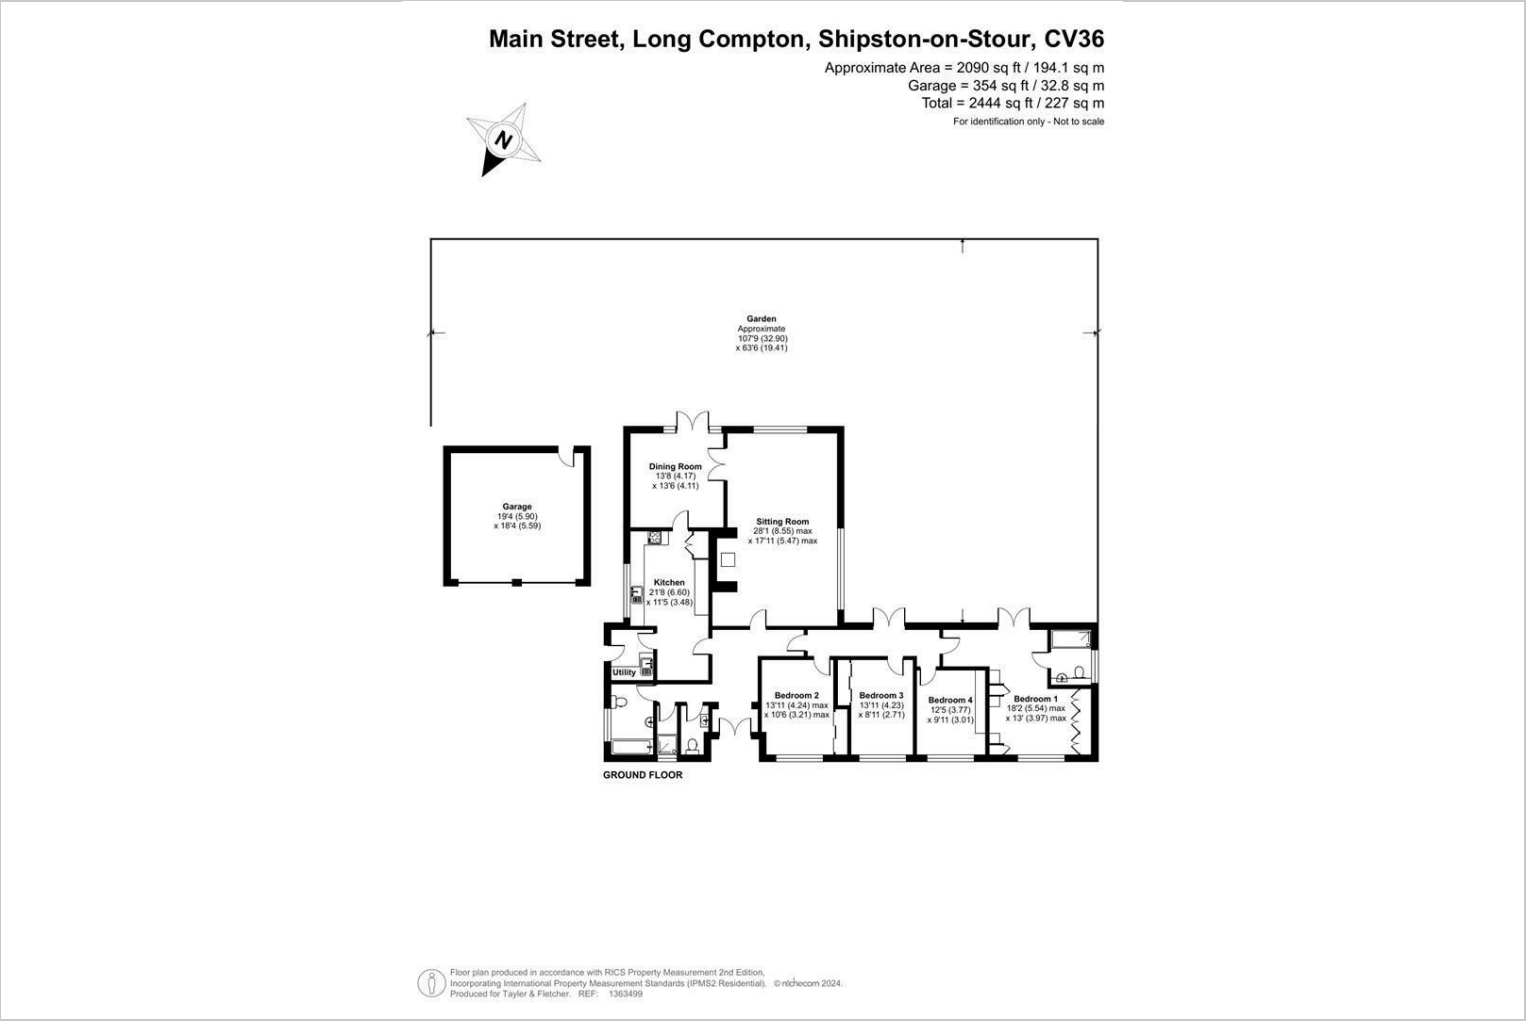 Main Street, Long Compton, Shipston-on-Stour, CV36
Approximate Area = 2090 sq ft / 194.1 sq m
Garage = 354 sq ft / 32.8 sq m
Total = 2444 sq ft / 227 sq m
For identification only - Not to scale
N
Garden
Approximate
107'9 (32.90)
x 63'6 (19.41)
Dining Room
13'8 (4.17)
x 13'6 (4.11)
Garage
19'4 (5.90)
x 18'4 (5.59)
Sitting Room
28'1 (8.55) max
x 17'11 (5.47) max
Kitchen
21'8 (6.60)
x 11'5 (3.48)
Utility
Bedroom 2
13'11 (4.24) max
x 10'6 (3.21) max
Bedroom 3
13'11 (4.23)
x 8'11 (2.71)
Bedroom 4
12'5 (3.77)
x 9'11 (3.01)
Bedroom 1
18'2 (5.54) max
x 13' (3.97) max
GROUND FLOOR
Floor plan produced in accordance with RICS Property Measurement 2nd Edition,
Incorporating International Property Measurement Standards (IPMS2 Residential). © nichecom 2024.
Produced for Tayler & Fletcher. REF: 1363499